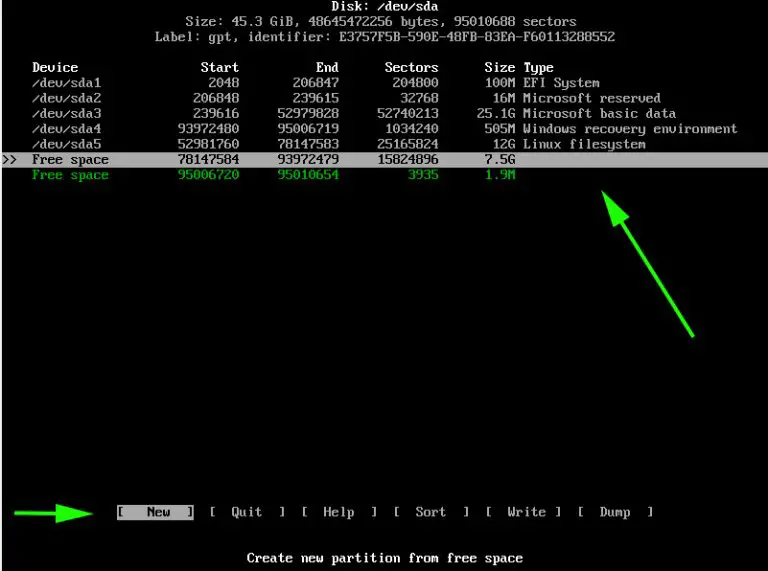 Disk: /dev/sda
Size: 45.3 GiB, 48645472256 bytes, 95010688 sectors
Label: gpt, identifier: E3757F5B-590E-48FB-83EA-F60113288552
Device Start End Sectors Size Type
/dev/sda1 2048 206847 204800 100M EFI System
/dev/sda2 206848 239615 32768 16M Microsoft reserved
/dev/sda3 239616 52979828 52740213 25.1G Microsoft basic data
/dev/sda4 93972480 95006719 1034240 505M Windows recovery environment
/dev/sda5 52981760 78147583 25165824 12G Linux filesystem
>> Free space 78147584 93972479 15824896 7.5G
Free space 95006720 95010654 3935 1.9M
[ New ] [ Quit ] [ Help ] [ Sort ] [ Write ] [ Dump ]
Create new partition from free space